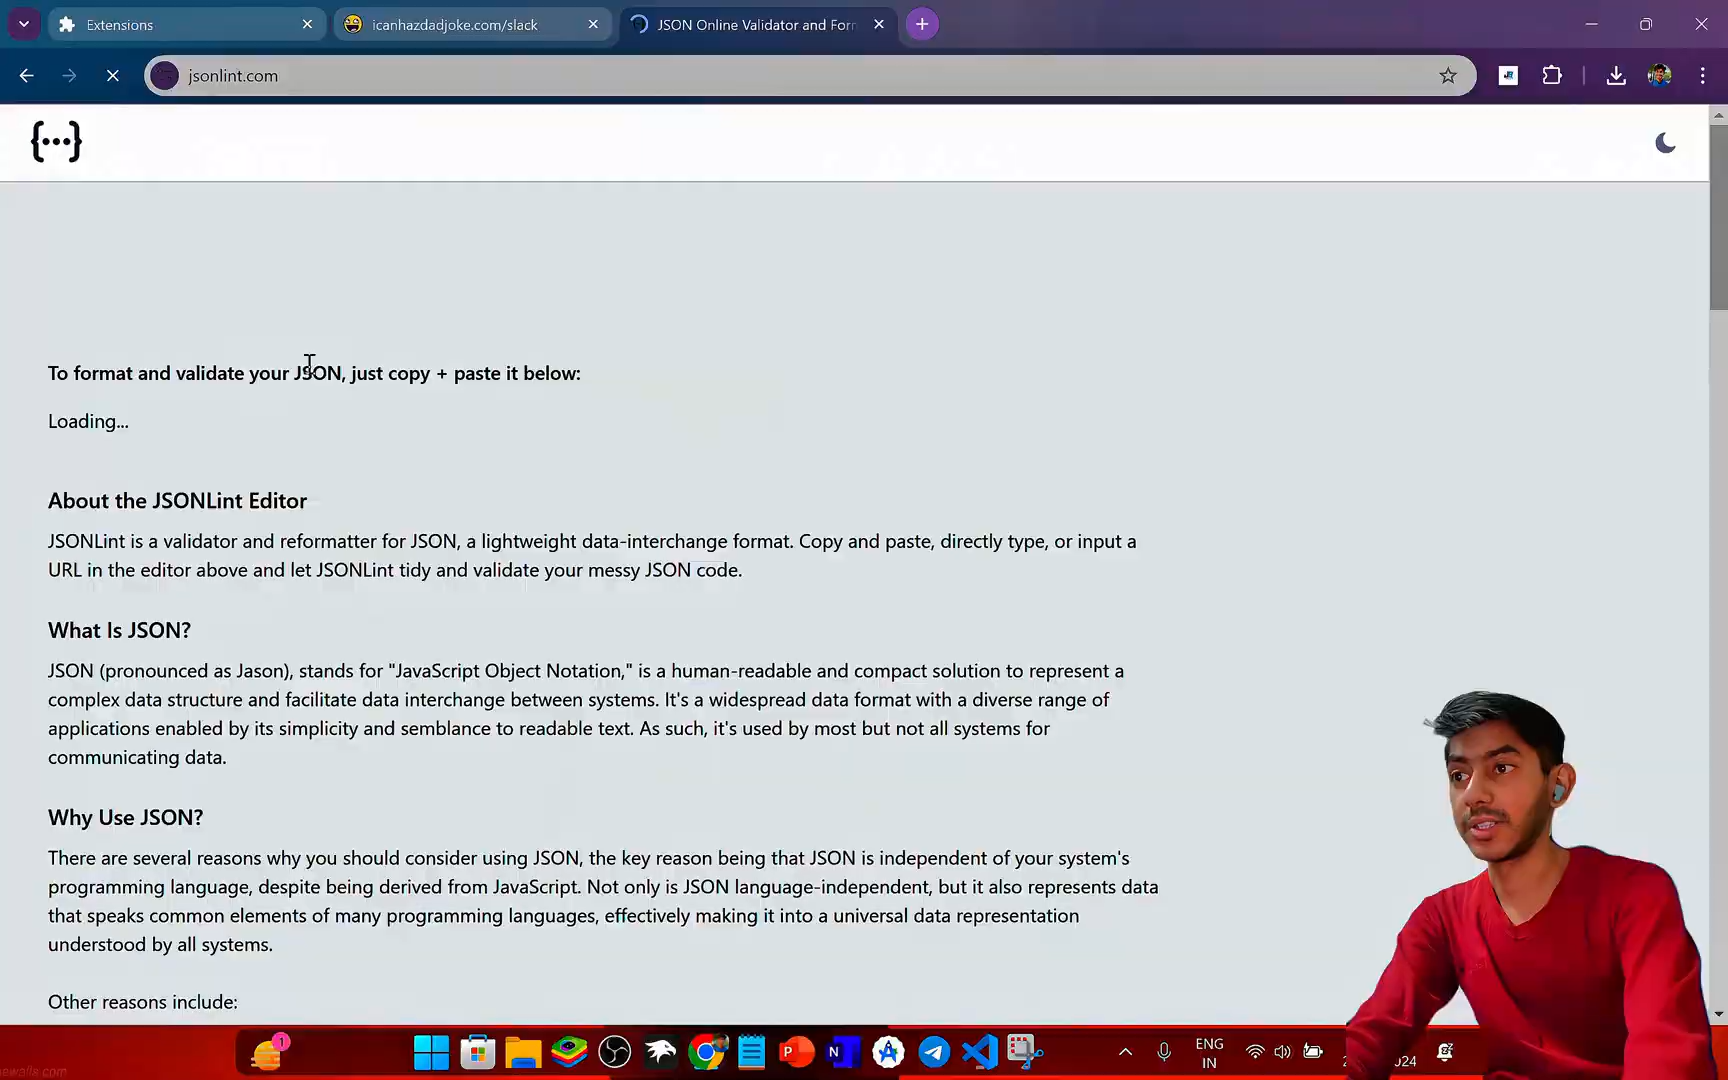 Extensions
icanhazdadjoke.com/slack
JSON Online Validator and For
jsonlint.com
{···}
To format and validate your JSON, just copy + paste it below:
Loading...
About the JSONLint Editor
JSONLint is a validator and reformatter for JSON, a lightweight data-interchange format. Copy and paste, directly type, or input a
URL in the editor above and let JSONLint tidy and validate your messy JSON code.
What Is JSON?
JSON (pronounced as Jason), stands for "JavaScript Object Notation," is a human-readable and compact solution to represent a
complex data structure and facilitate data interchange between systems. It's a widespread data format with a diverse range of
applications enabled by its simplicity and semblance to readable text. As such, it's used by most but not all systems for
communicating data.
Why Use JSON?
There are several reasons why you should consider using JSON, the key reason being that JSON is independent of your system's
programming language, despite being derived from JavaScript. Not only is JSON language-independent, but it also represents data
that speaks common elements of many programming languages, effectively making it into a universal data representation
understood by all systems.
Other reasons include:
1
ENG
IN
024